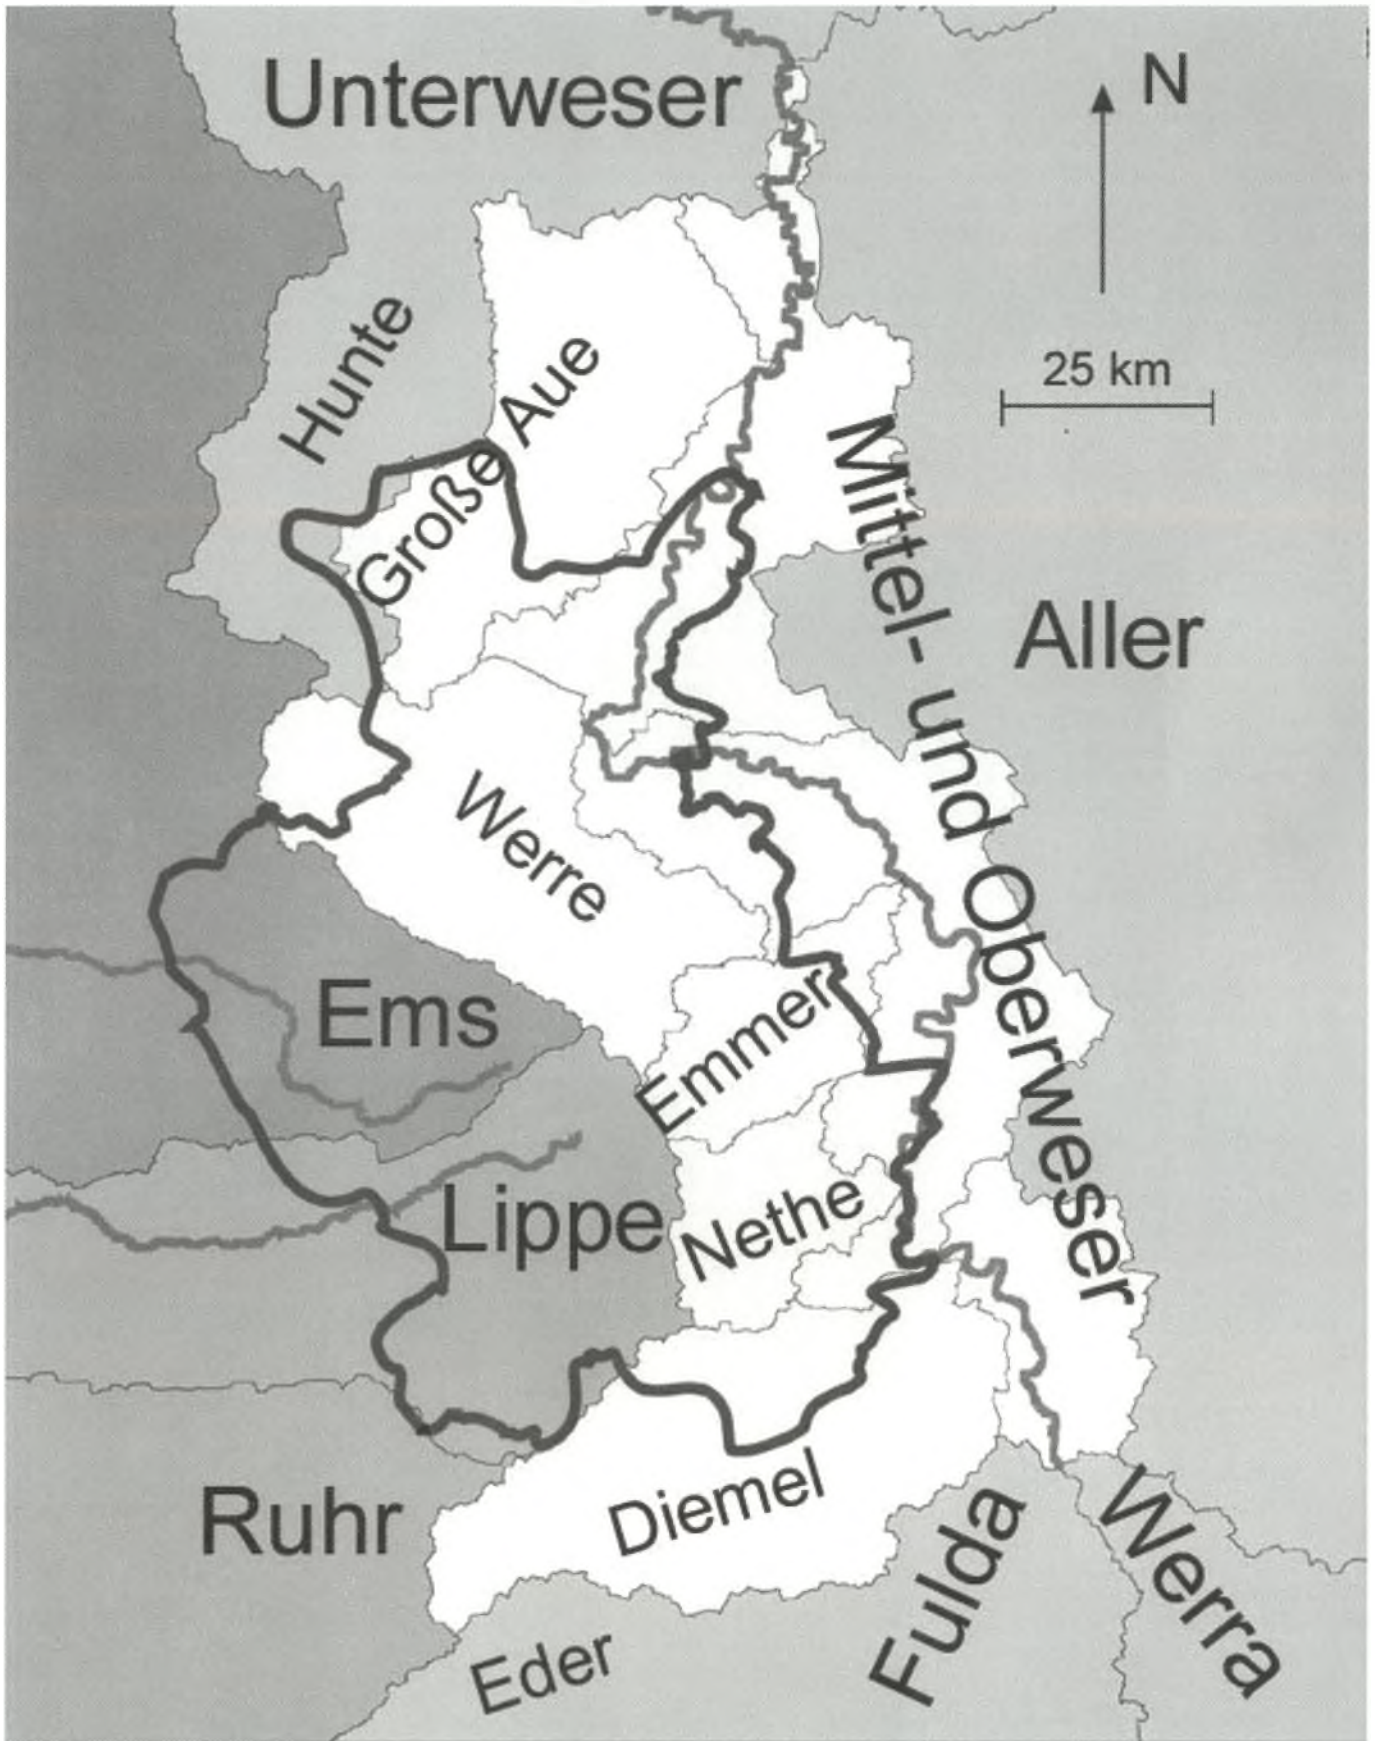 Unterweser
N
25 km
Hunte
Große Aue
Mittel- und Oberweser
Aller
Werre
Ems
Emmer
Lippe
Nethe
Ruhr
Diemel
Fulda
Werra
Eder